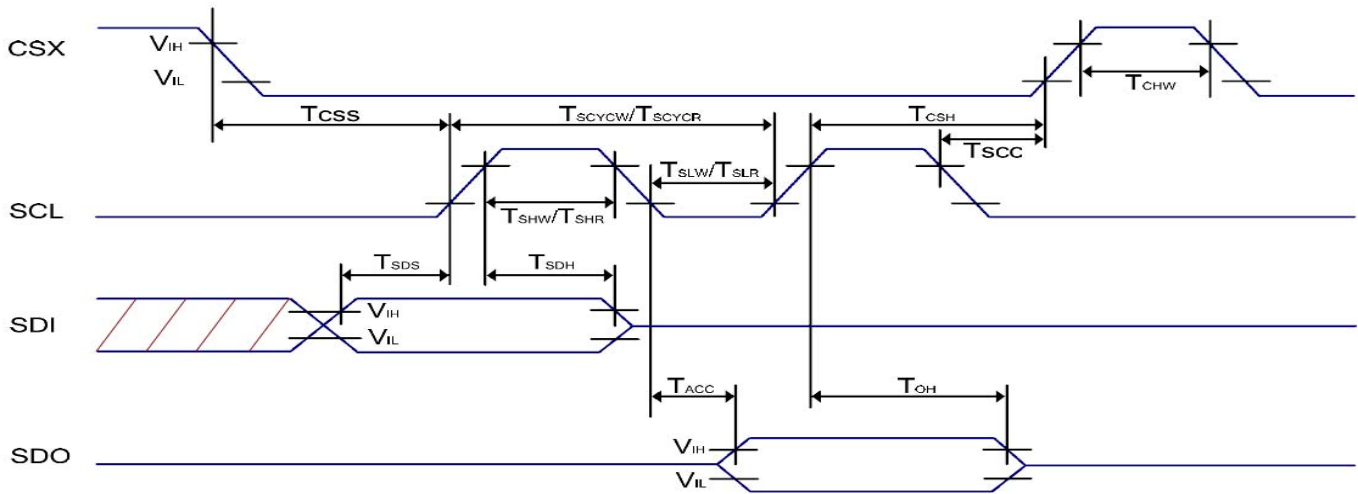 CSX
VIH
VIL
TCSS
TSCYCW/TSCYCR
TCSH
TCHW
TSCC
SCL
TSHW/TSHR
TSLW/TSLR
TSDS
TSDH
SDI
VIH
VIL
TACC
TOH
SDO
VIH
VIL